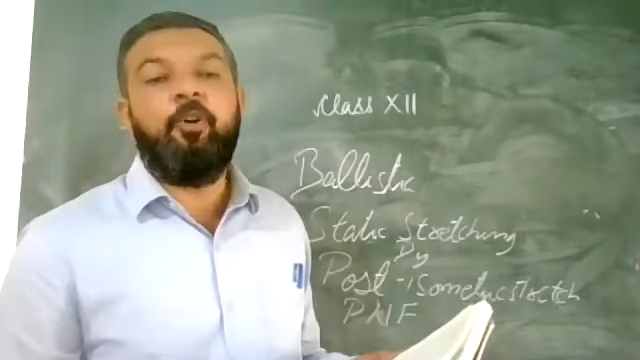 Class XII
Ballistic
Static Stretching
Dy
Post-isometric stretch
PNF